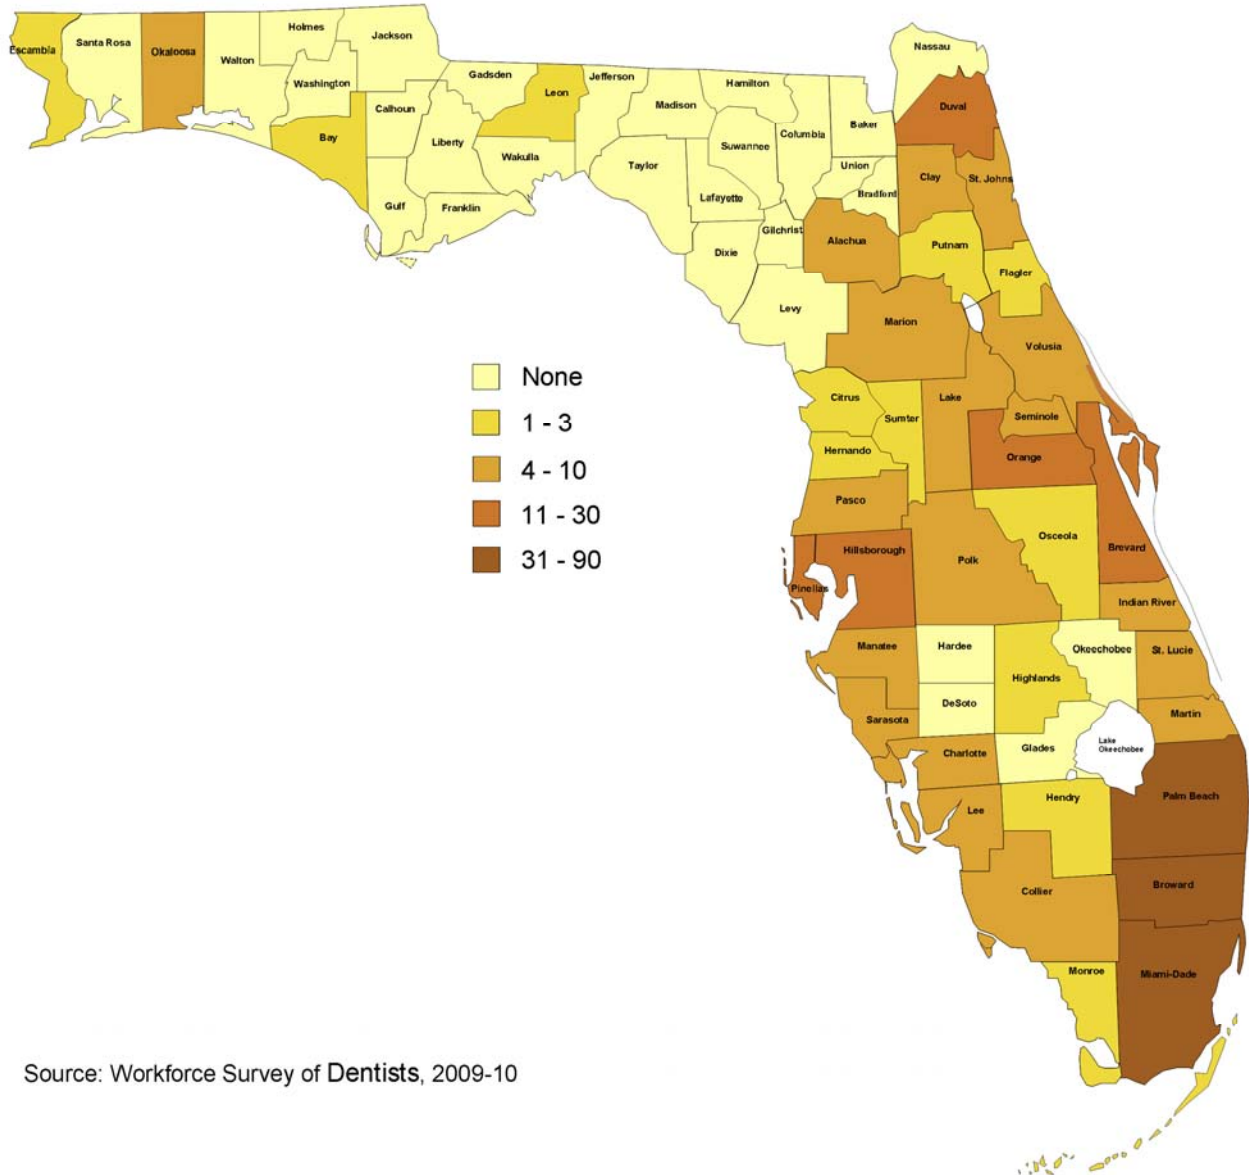 Escambia
Santa Rosa
Okaloosa
Walton
Holmes
Washington
Jackson
Bay
Calhoun
Gulf
Liberty
Gadsden
Franklin
Leon
Wakulla
Jefferson
Madison
Taylor
Hamilton
Suwannee
Lafayette
Dixie
Columbia
Gilchrist
Levy
Baker
Union
Bradford
Alachua
Nassau
Duval
Clay
St. Johns
Putnam
Flagler
Marion
Volusia
Citrus
Sumter
Lake
Seminole
Hernando
Orange
Pasco
Osceola
Hillsborough
Pinellas
Polk
Brevard
Indian River
Manatee
Hardee
Okeechobee
St. Lucie
Highlands
DeSoto
Sarasota
Martin
Charlotte
Glades
Lake
Okeechobee
Lee
Hendry
Palm Beach
Collier
Broward
Monroe
Miami-Dade
None
1 - 3
4 - 10
11 - 30
31 - 90
Source: Workforce Survey of Dentists, 2009-10